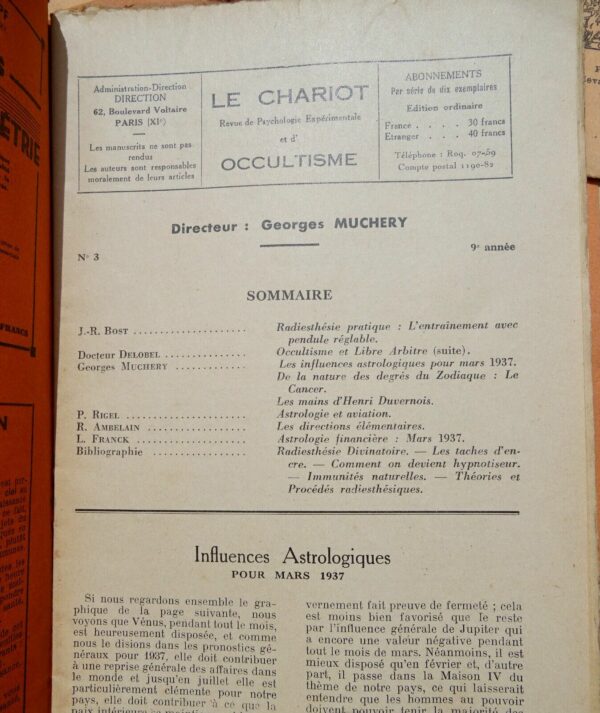 ÉTRIE
FRANCS
Administration-Direction
DIRECTION
62, Boulevard Voltaire
PARIS (XIe)
Les manuscrits ne sont pas
rendus
Les auteurs sont responsables
moralement de leurs articles
LE CHARIOT
Revue de Psychologie Expérimentale
et d'
OCCULTISME
ABONNEMENTS
Par série de dix exemplaires
Edition ordinaire
France . . . . 30 francs
Etranger . . . . 40 francs
Téléphone : Roq. 07-59
Compte postal 1190-82
Directeur : Georges MUCHERY
N° 3
9e année
SOMMAIRE
J.-R. BOST .................... Radiesthésie pratique : L'entraînement avec
pendule réglable.
Docteur DELOBEL .............. Occultisme et Libre Arbitre (suite).
Georges MUCHERY ............ Les influences astrologiques pour mars 1937.
De la nature des degrés du Zodiaque : Le
Cancer.
Les mains d'Henri Duvernois.
P. RIGEL ..................... Astrologie et aviation.
R. AMBELAIN ................. Les directions élémentaires.
L. FRANCK ................... Astrologie financière : Mars 1937.
Bibliographie ................ Radiesthésie Divinatoire. — Les taches d'en-
cre. — Comment on devient hypnotiseur.
— Immunités naturelles. — Théories et
Procédés radiesthésiques.
Influences Astrologiques
POUR MARS 1937
Si nous regardons ensemble le gra-
phique de la page suivante, nous
voyons que Vénus, pendant tout le mois,
est heureusement disposée, et comme
nous le disions dans les pronostics gé-
néraux pour 1937, elle doit contribuer
à une reprise générale des affaires dans
le monde et jusqu'en juillet elle est
particulièrement clémente pour notre
pays, elle doit contribuer à ce que la
paix intérieure
vernement fait preuve de fermeté ; cela
est moins bien favorisé que le reste
par l'influence générale de Jupiter qui
a encore une valeur négative pendant
tout le mois de mars. Néanmoins, il est
mieux disposé qu'en février et, d'autre
part, il passe dans la Maison IV du
thème de notre pays, ce qui laisserait
entendre que les hommes au pouvoir
doivent pouvoir tenir la majorité des